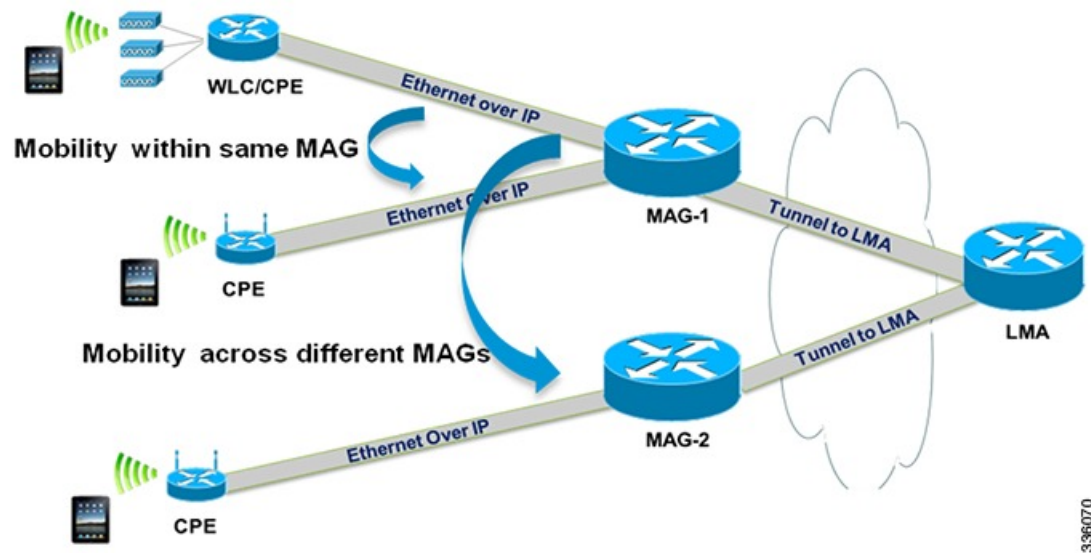 WLC/CPE
Ethernet over IP
Mobility within same MAG
MAG-1
Ethernet Over IP
Tunnel to LMA
CPE
LMA
Mobility across different MAGs
Tunnel to LMA
MAG-2
Ethernet Over IP
CPE
336070